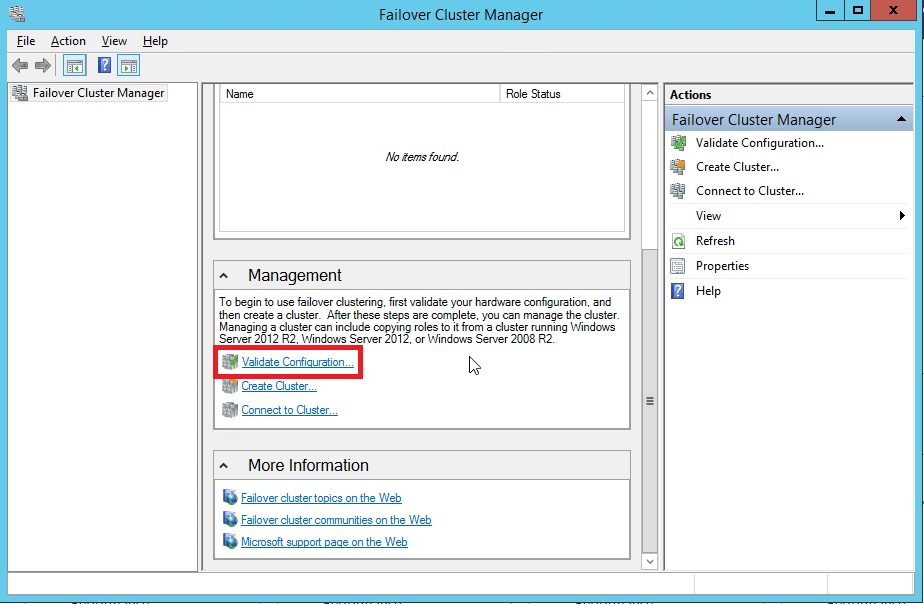 Failover Cluster Manager
File Action View Help
Failover Cluster Manager
Name Role Status
No items found.
Management
To begin to use failover clustering, first validate your hardware configuration, and
then create a cluster.  After these steps are complete, you can manage the cluster.
Managing a cluster can include copying roles to it from a cluster running Windows
Server 2012 R2, Windows Server 2012, or Windows Server 2008 R2.
Validate Configuration...
Create Cluster...
Connect to Cluster...
More Information
Failover cluster topics on the Web
Failover cluster communities on the Web
Microsoft support page on the Web
Actions
Failover Cluster Manager
Validate Configuration...
Create Cluster...
Connect to Cluster...
View
Refresh
Properties
Help